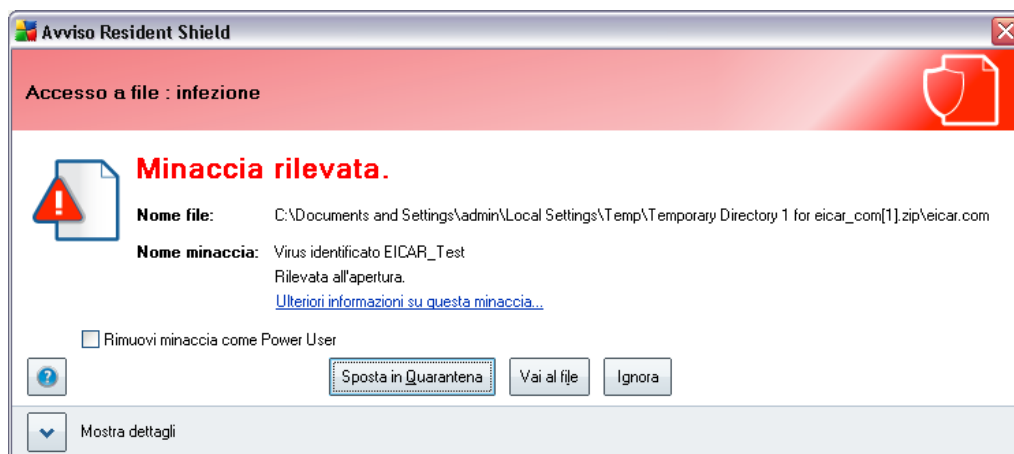 Avviso Resident Shield
Accesso a file : infezione
Minaccia rilevata.
Nome file: C:\Documents and Settings\admin\Local Settings\Temp\Temporary Directory 1 for eicar_com[1].zip\eicar.com
Nome minaccia: Virus identificato EICAR_Test
Rilevata all'apertura.
Ulteriori informazioni su questa minaccia...
Rimuovi minaccia come Power User
Sposta in Quarantena Vai al file Ignora
Mostra dettagli